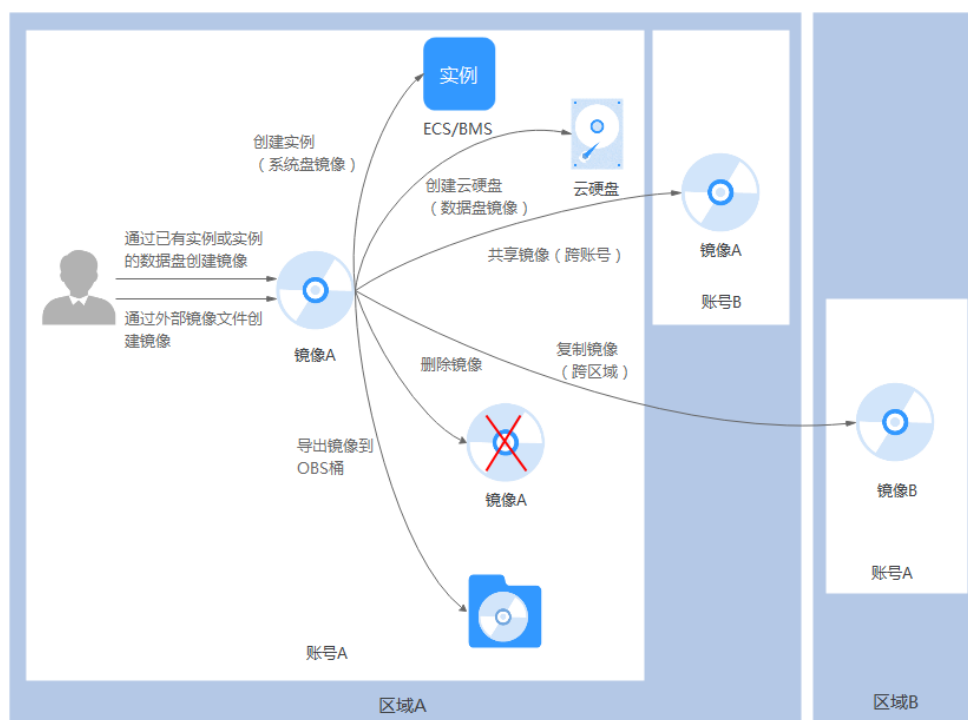 实例
ECS/BMS
创建实例
（系统盘镜像）
云硬盘
创建云硬盘
（数据盘镜像）
共享镜像（跨账号）
镜像A
账号B
通过已有实例或实例
的数据盘创建镜像
通过外部镜像文件创
建镜像
镜像A
复制镜像
（跨区域）
删除镜像
镜像A
导出镜像到
OBS桶
镜像B
账号A
账号A
区域A
区域B